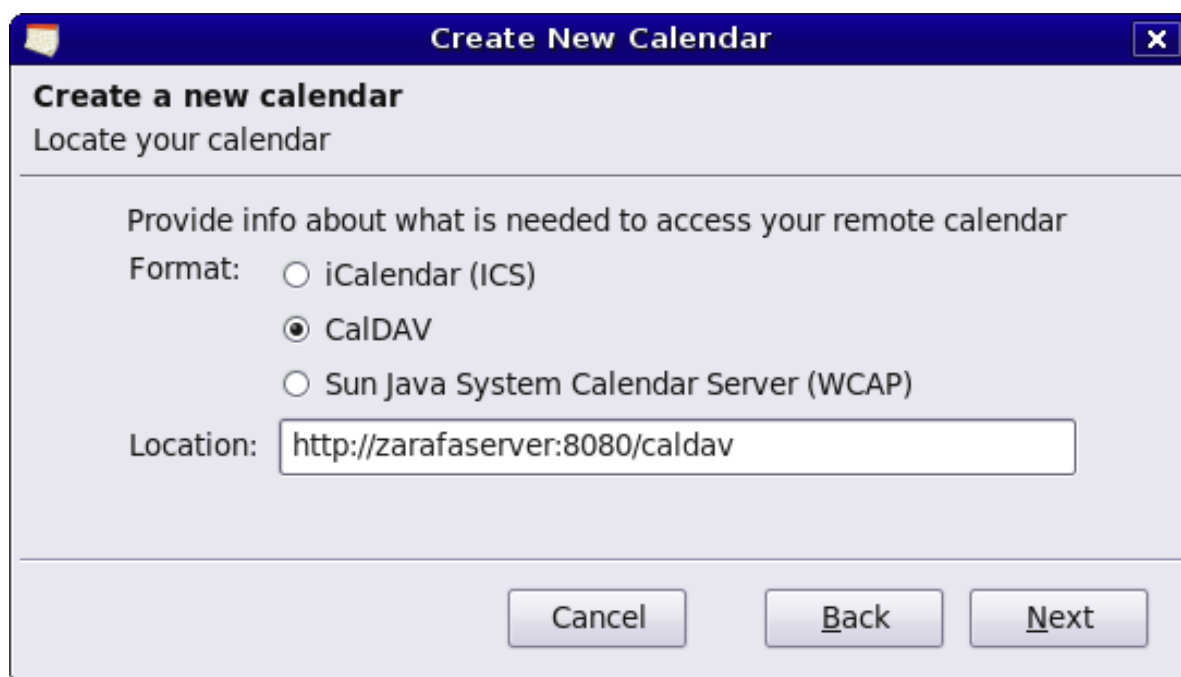 Create New Calendar
Create a new calendar
Locate your calendar
Provide info about what is needed to access your remote calendar
Format:
iCalendar (ICS)
CalDAV
Sun Java System Calendar Server (WCAP)
Location: http://zarafaserver:8080/caldav
Cancel Back Next